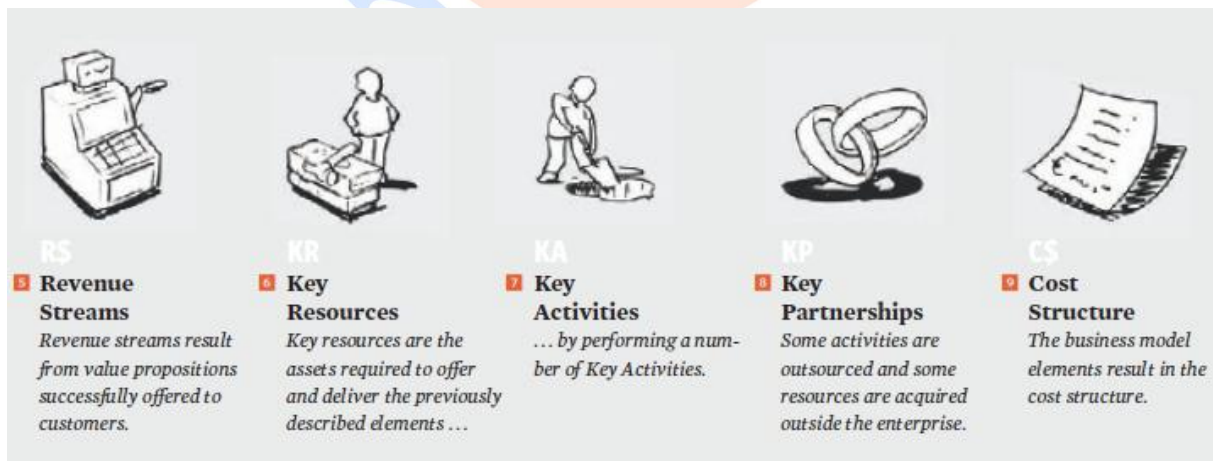 R$
5 Revenue
Streams
Revenue streams result
from value propositions
successfully offered to
customers.
KR
6 Key
Resources
Key resources are the
assets required to offer
and deliver the previously
described elements ...
KA
7 Key
Activities
... by performing a num-
ber of Key Activities.
KP
8 Key
Partnerships
Some activities are
outsourced and some
resources are acquired
outside the enterprise.
C$
9 Cost
Structure
The business model
elements result in the
cost structure.